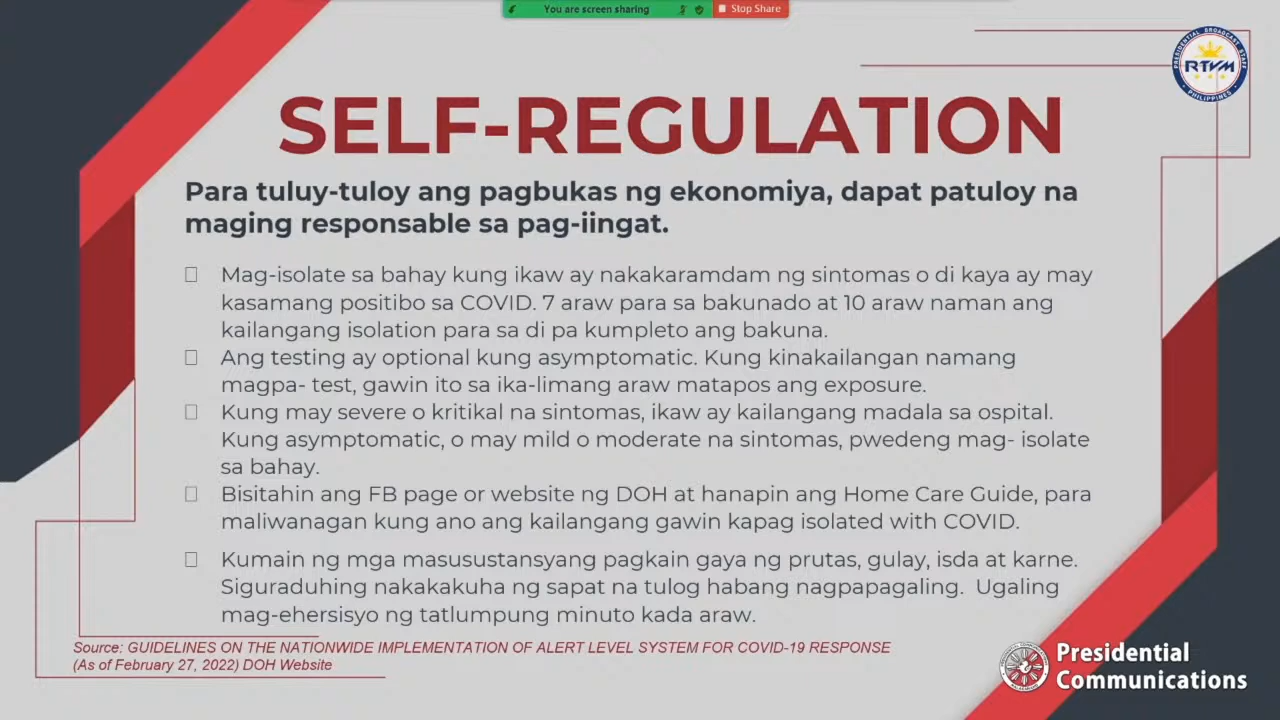 You are screen sharing
Stop Share
PRESIDENTIAL BROADCAST STAFF
RTVM
PHILIPPINES
SELF-REGULATION
Para tuluy-tuloy ang pagbukas ng ekonomiya, dapat patuloy na
maging responsable sa pag-iingat.
Mag-isolate sa bahay kung ikaw ay nakakaramdam ng sintomas o di kaya ay may
kasamang positibo sa COVID. 7 araw para sa bakunado at 10 araw naman ang
kailangang isolation para sa di pa kumpleto ang bakuna.
Ang testing ay optional kung asymptomatic. Kung kinakailangan namang
magpa- test, gawin ito sa ika-limang araw matapos ang exposure.
Kung may severe o kritikal na sintomas, ikaw ay kailangang madala sa ospital.
Kung asymptomatic, o may mild o moderate na sintomas, pwedeng mag- isolate
sa bahay.
Bisitahin ang FB page or website ng DOH at hanapin ang Home Care Guide, para
maliwanagan kung ano ang kailangang gawin kapag isolated with COVID.
Kumain ng mga masusustansyang pagkain gaya ng prutas, gulay, isda at karne.
Siguraduhing nakakakuha ng sapat na tulog habang nagpapagaling. Ugaling
mag-ehersisyo ng tatlumpung minuto kada araw.
Source: GUIDELINES ON THE NATIONWIDE IMPLEMENTATION OF ALERT LEVEL SYSTEM FOR COVID-19 RESPONSE
(As of February 27, 2022) DOH Website
Presidential
Communications